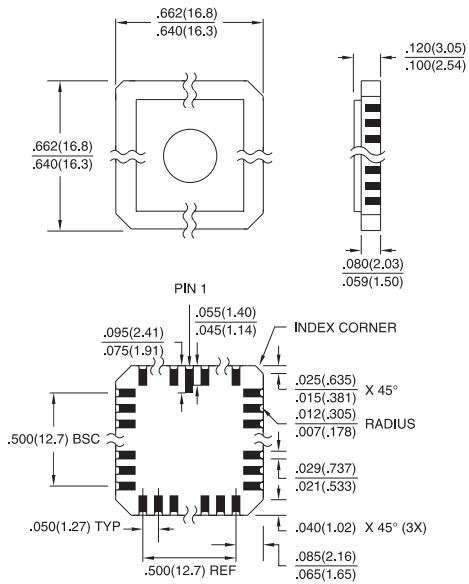 .662(16.8)
.640(16.3)
.120(3.05)
.100(2.54)
.662(16.8)
.640(16.3)
.080(2.03)
.059(1.50)
PIN 1
.055(1.40)
.045(1.14)
.095(2.41)
.075(1.91)
INDEX CORNER
.025(.635)
.015(.381)
X 45°
.012(.305)
.007(.178)
RADIUS
.500(12.7) BSC
.029(.737)
.021(.533)
.050(1.27) TYP
.040(1.02) X 45° (3X)
.500(12.7) REF
.085(2.16)
.065(1.65)